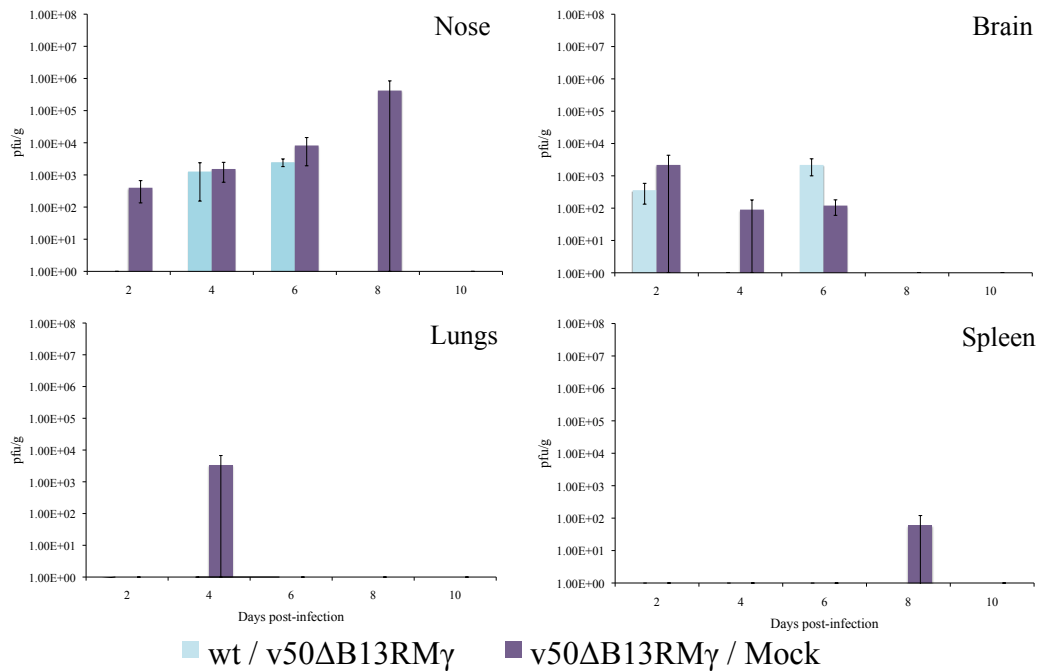 Nose
1.00E+08
1.00E+07
1.00E+06
1.00E+05
1.00E+04
1.00E+03
1.00E+02
1.00E+01
1.00E+00
pfu/g
2 4 6 8 10
Brain
1.00E+08
1.00E+07
1.00E+06
1.00E+05
1.00E+04
1.00E+03
1.00E+02
1.00E+01
1.00E+00
pfu/g
2 4 6 8 10
Lungs
1.00E+08
1.00E+07
1.00E+06
1.00E+05
1.00E+04
1.00E+03
1.00E+02
1.00E+01
1.00E+00
pfu/g
2 4 6 8 10
Days post-infection
Spleen
1.00E+08
1.00E+07
1.00E+06
1.00E+05
1.00E+04
1.00E+03
1.00E+02
1.00E+01
1.00E+00
pfu/g
2 4 6 8 10
Days post-infection
wt / v50ΔB13RMγ v50ΔB13RMγ / Mock